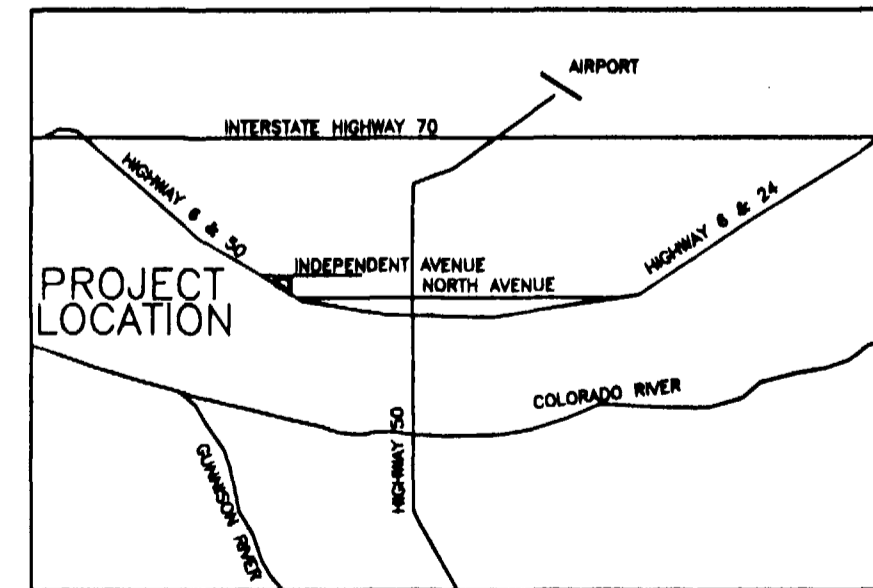 AIRPORT
INTERSTATE HIGHWAY 70
HIGHWAY 6 & 50
HIGHWAY 6 & 24
INDEPENDENT AVENUE
NORTH AVENUE
PROJECT
LOCATION
COLORADO RIVER
HIGHWAY 50
GUNNISON RIVER